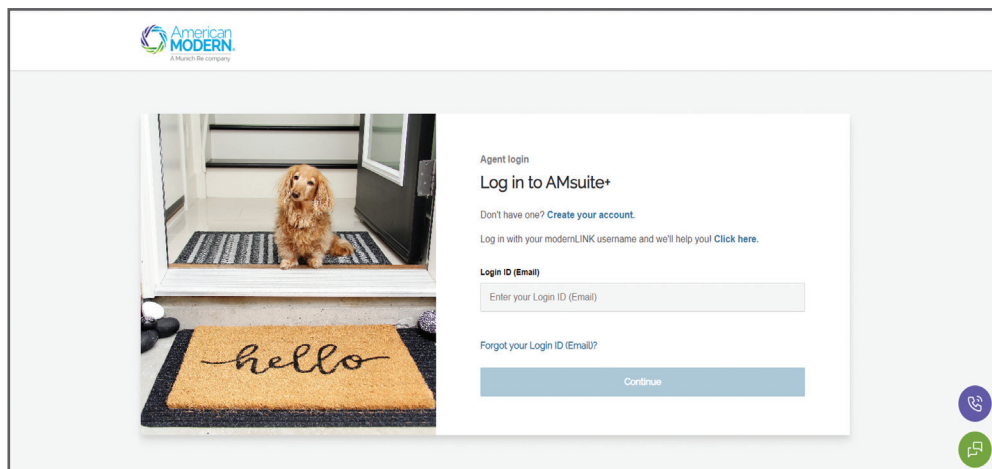 American
MODERN®
A Munich Re company
Agent login
Log in to AMsuite+
Don't have one? Create your account.
Log in with your modernLINK username and we'll help you! Click here.
Login ID (Email)
Enter your Login ID (Email)
Forgot your Login ID (Email)?
Continue
hello